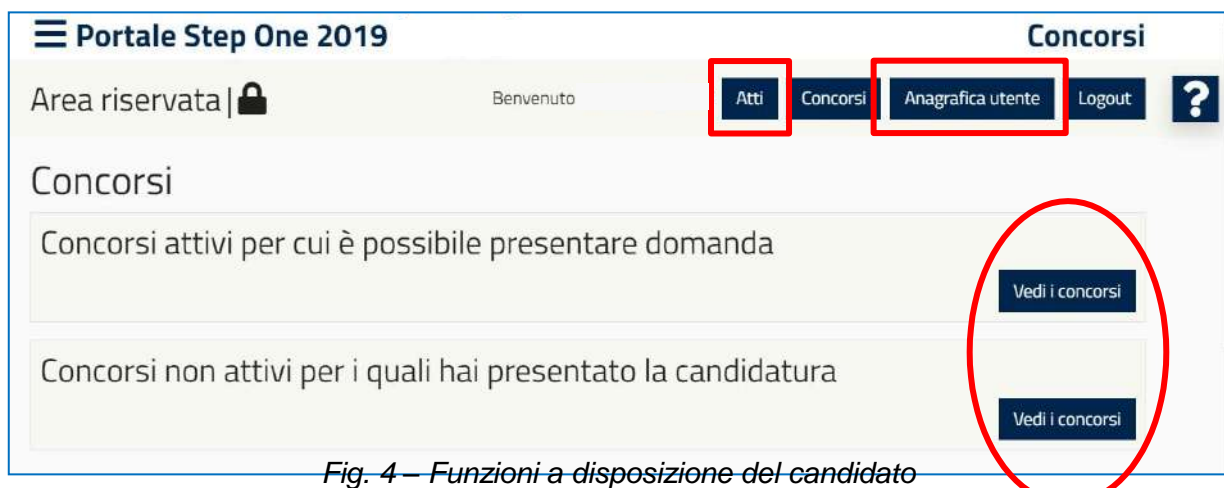 Portale Step One 2019 Concorsi
Area riservata | Benvenuto Atti Concorsi Anagrafica utente Logout ?
Concorsi
Concorsi attivi per cui è possibile presentare domanda
Vedi i concorsi
Concorsi non attivi per i quali hai presentato la candidatura
Vedi i concorsi
Fig. 4 – Funzioni a disposizione del candidato